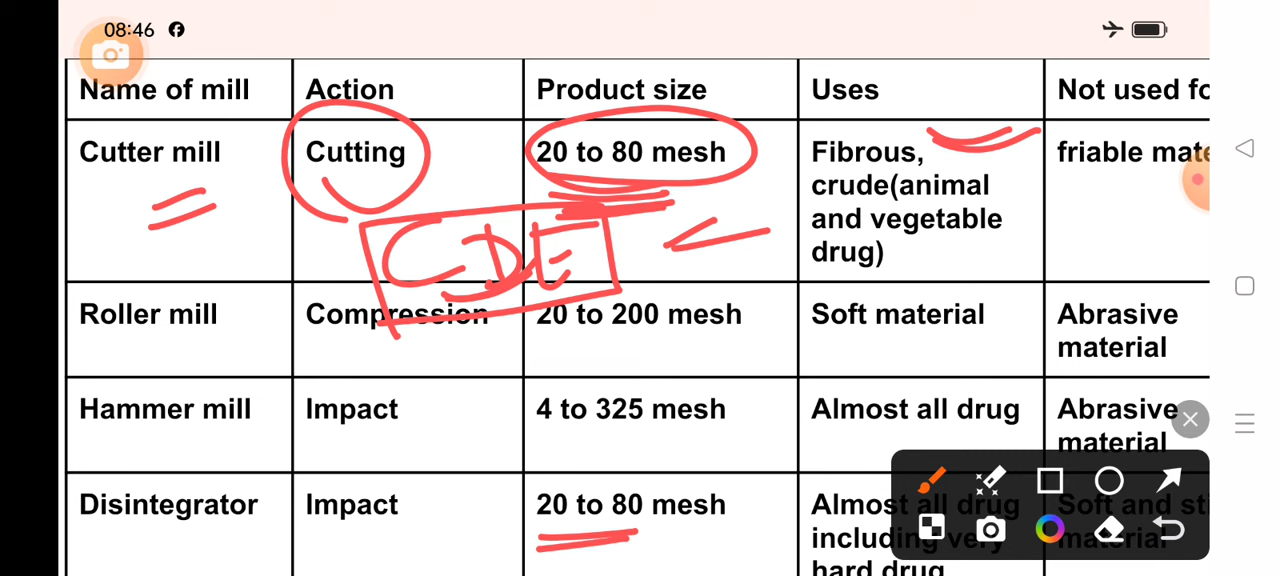 08:46
Name of mill Action Product size Uses Not used fo
Cutter mill Cutting 20 to 80 mesh Fibrous, friable mate
crude(animal
and vegetable
drug)
CDE
Roller mill Compression 20 to 200 mesh Soft material Abrasive
material
Hammer mill Impact 4 to 325 mesh Almost all drug Abrasive
material
Disintegrator Impact 20 to 80 mesh Almost all drug Soft and sti
including very material
hard drug